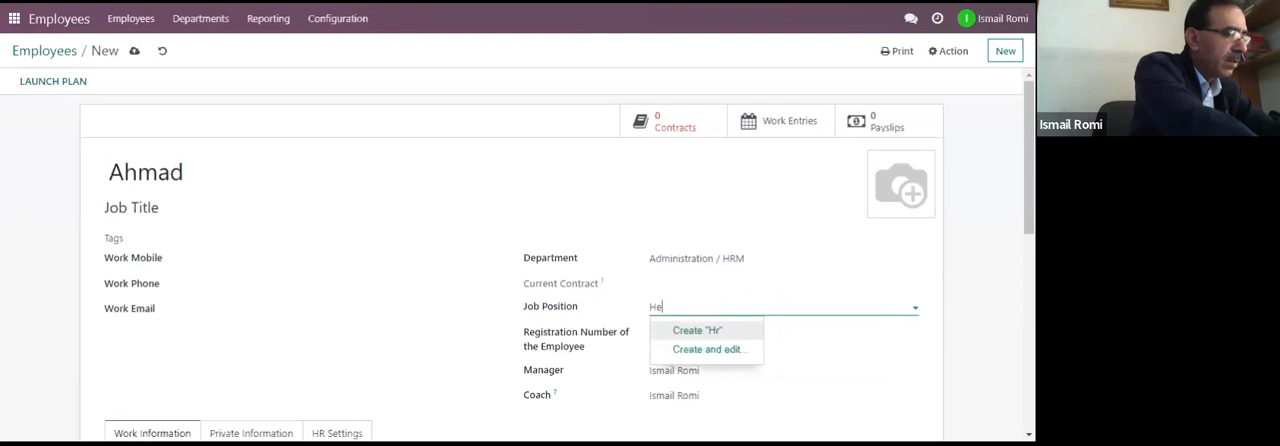 Employees Employees Departments Reporting Configuration Ismail Romi
Employees / New Print Action New
LAUNCH PLAN
0 Contracts Work Entries 0 Payslips
Ismail Romi
Ahmad
Job Title
Tags
Work Mobile
Work Phone
Work Email
Department Administration / HRM
Current Contract ?
Job Position He
Create "Hr"
Create and edit...
Registration Number of
the Employee
Manager Ismail Romi
Coach ? Ismail Romi
Work Information Private Information HR Settings